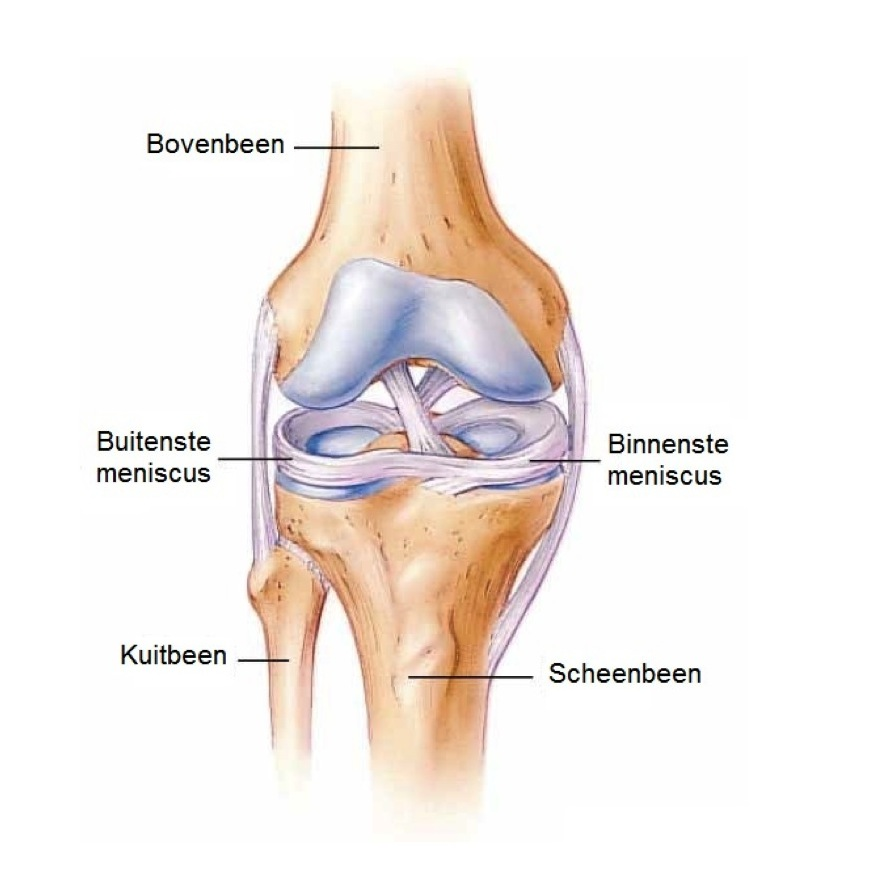 Bovenbeen
Buitenste
meniscus
Binnenste
meniscus
Kuitbeen
Scheenbeen